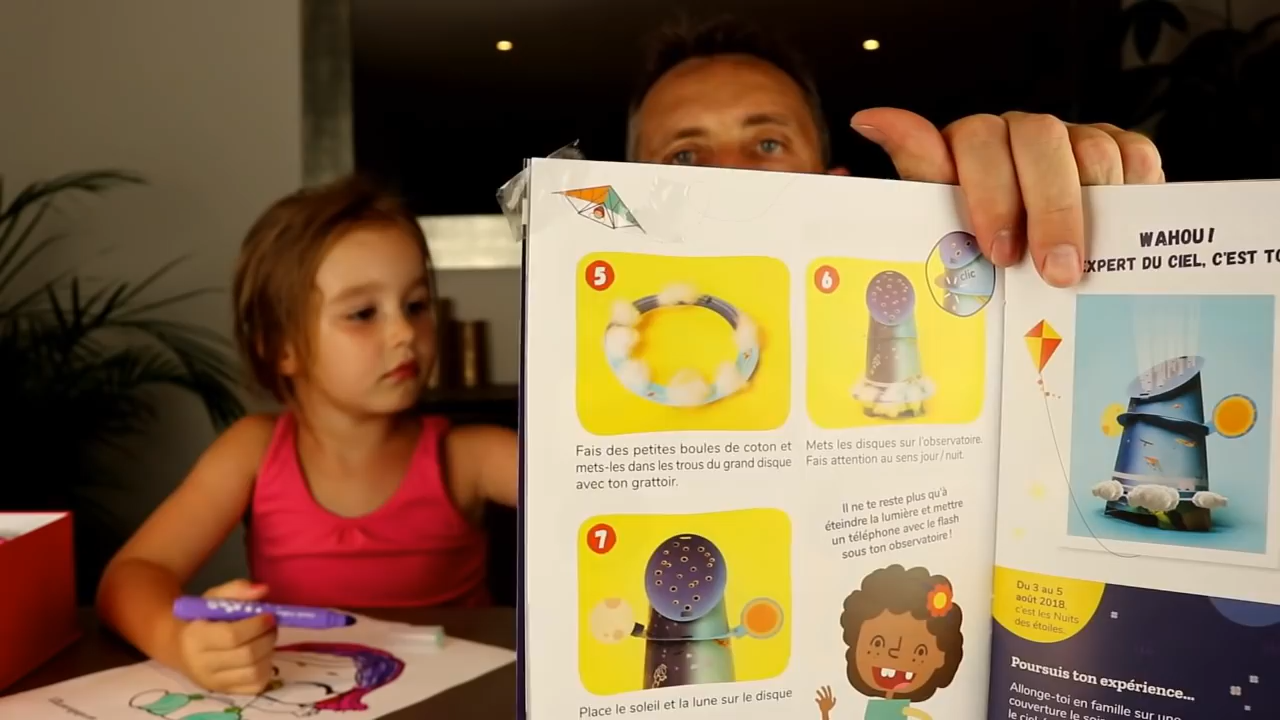 5
Fais des petites boules de coton et
mets-les dans les trous du grand disque
avec ton grattoir.
6
clic
Mets les disques sur l'observatoire.
Fais attention au sens jour/nuit.
7
Place le soleil et la lune sur le disque
Il ne te reste plus qu'à
éteindre la lumière et mettre
un téléphone avec le flash
sous ton observatoire!
WAHOU!
EXPERT DU CIEL, C'EST TO
Du 3 au 5
août 2018,
c'est les Nuits
des étoiles.
Poursuis ton expérience...
Allonge-toi en famille sur une
couverture le soi
le ciel